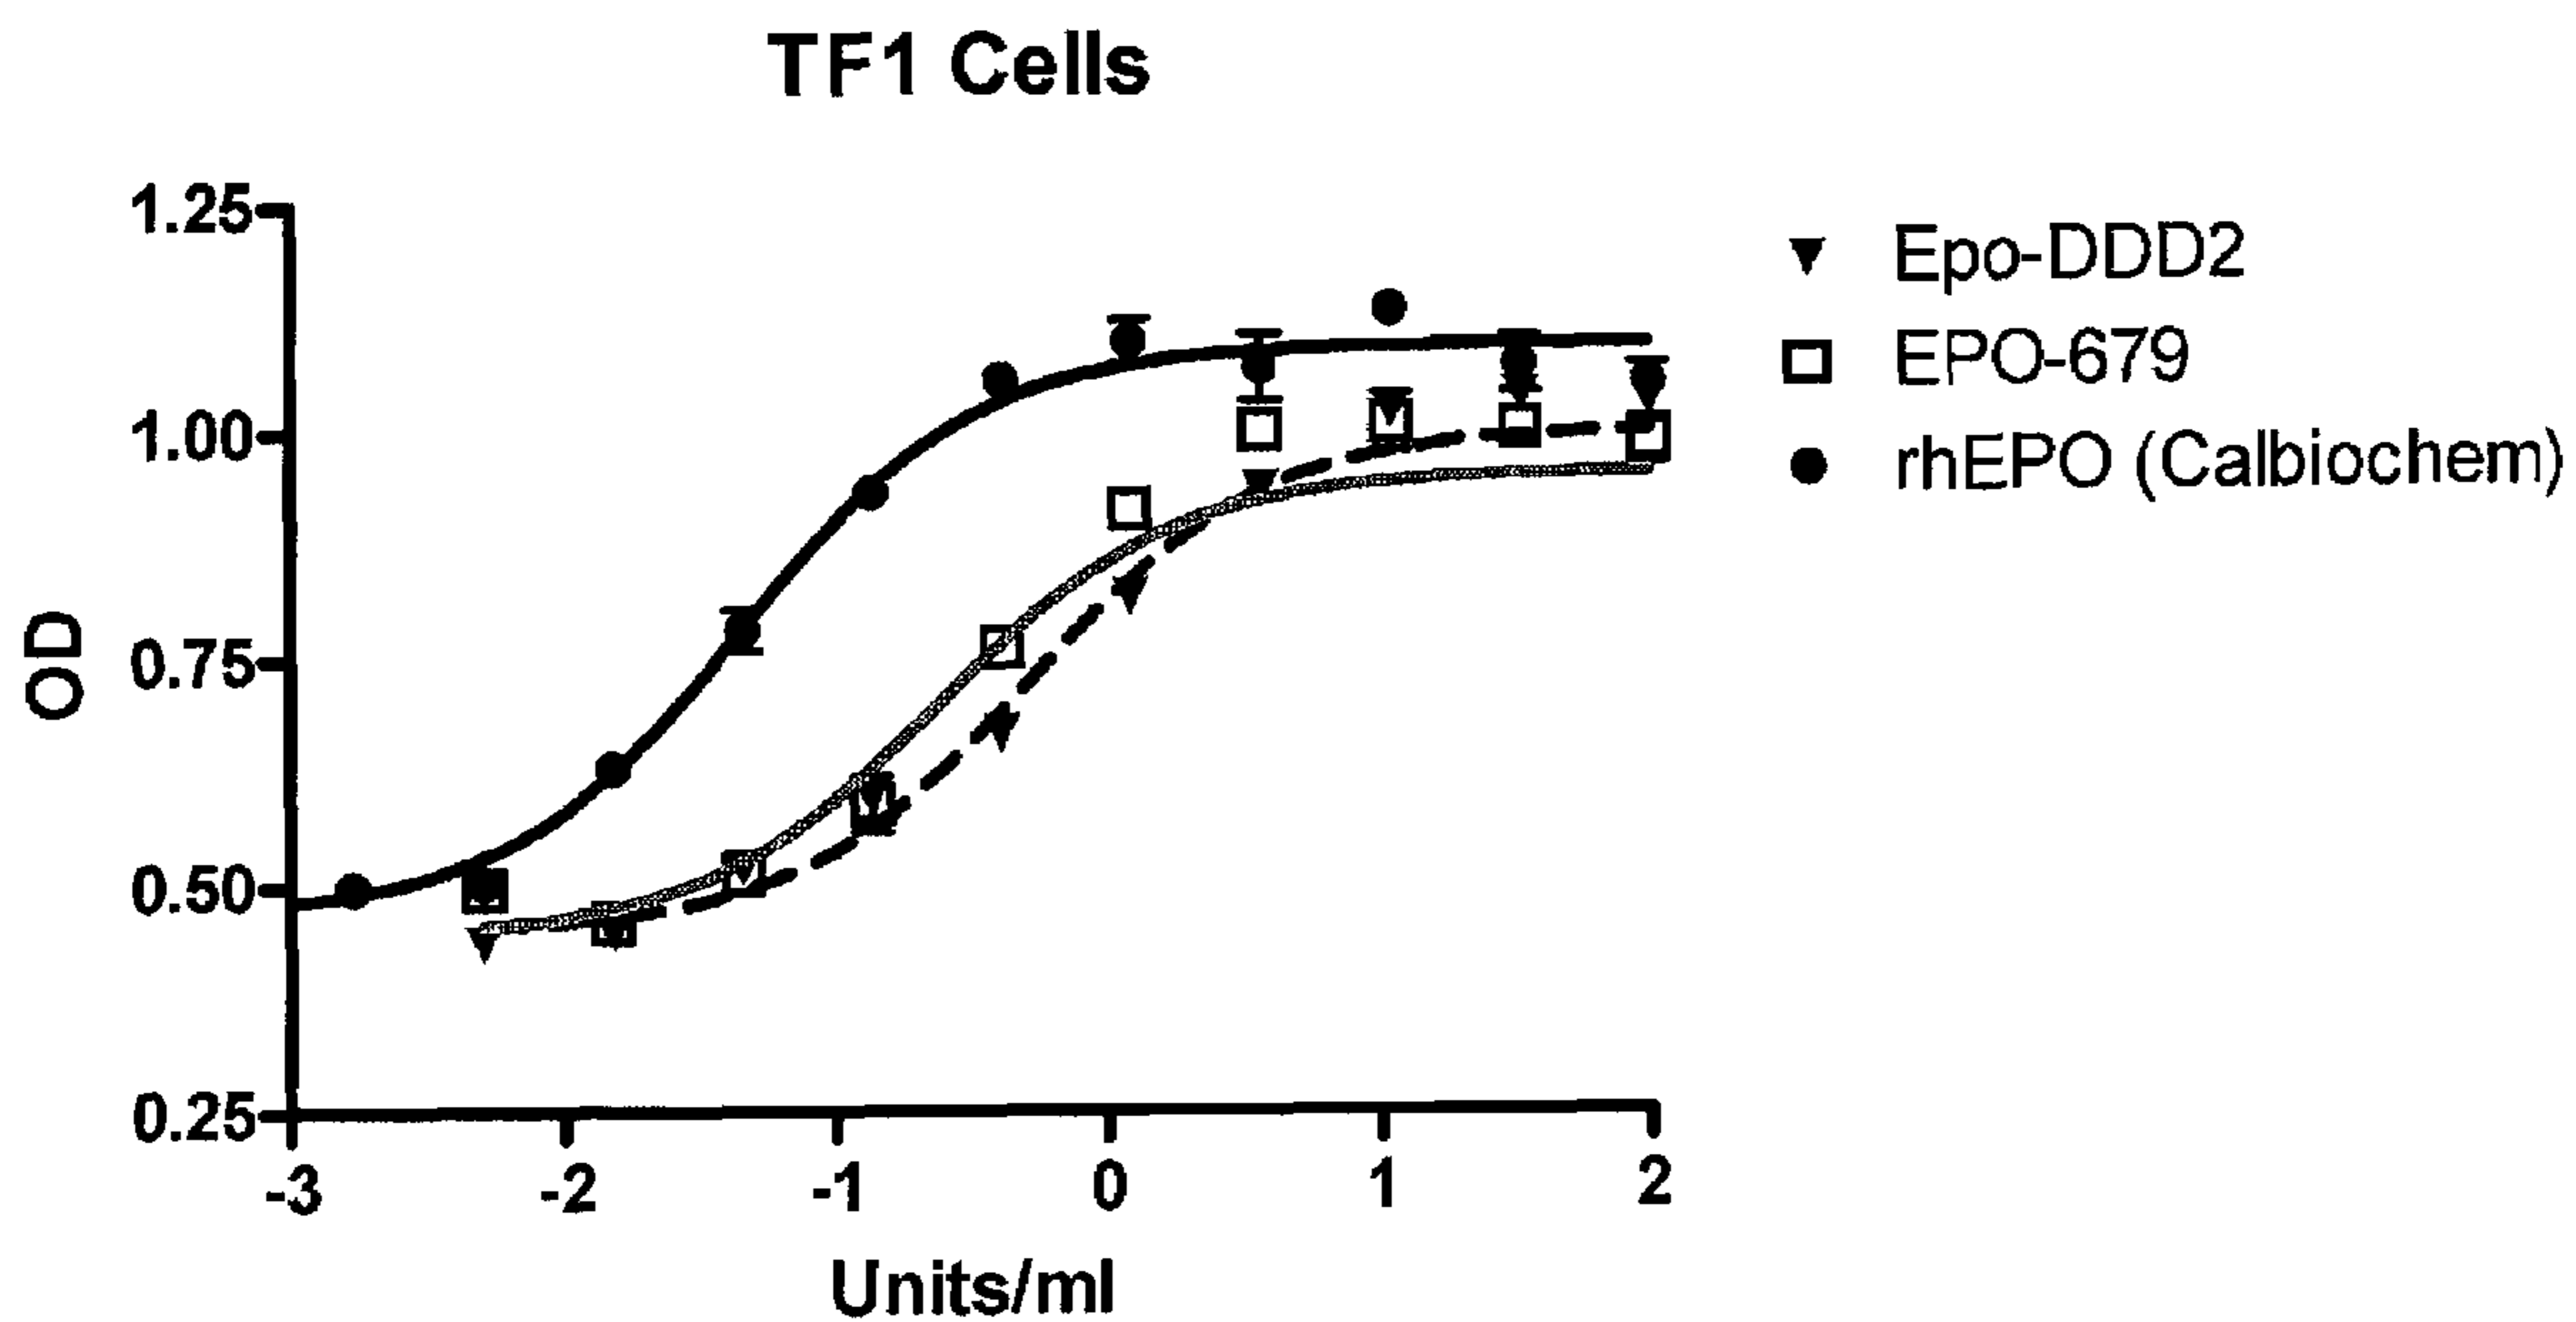 TF1 Cells
1.25
1.00
0.75
0.50
0.25
OD
-3
-2
-1
0
1
2
Units/ml
Epo-DDD2
EPO-679
rhEPO (Calbiochem)